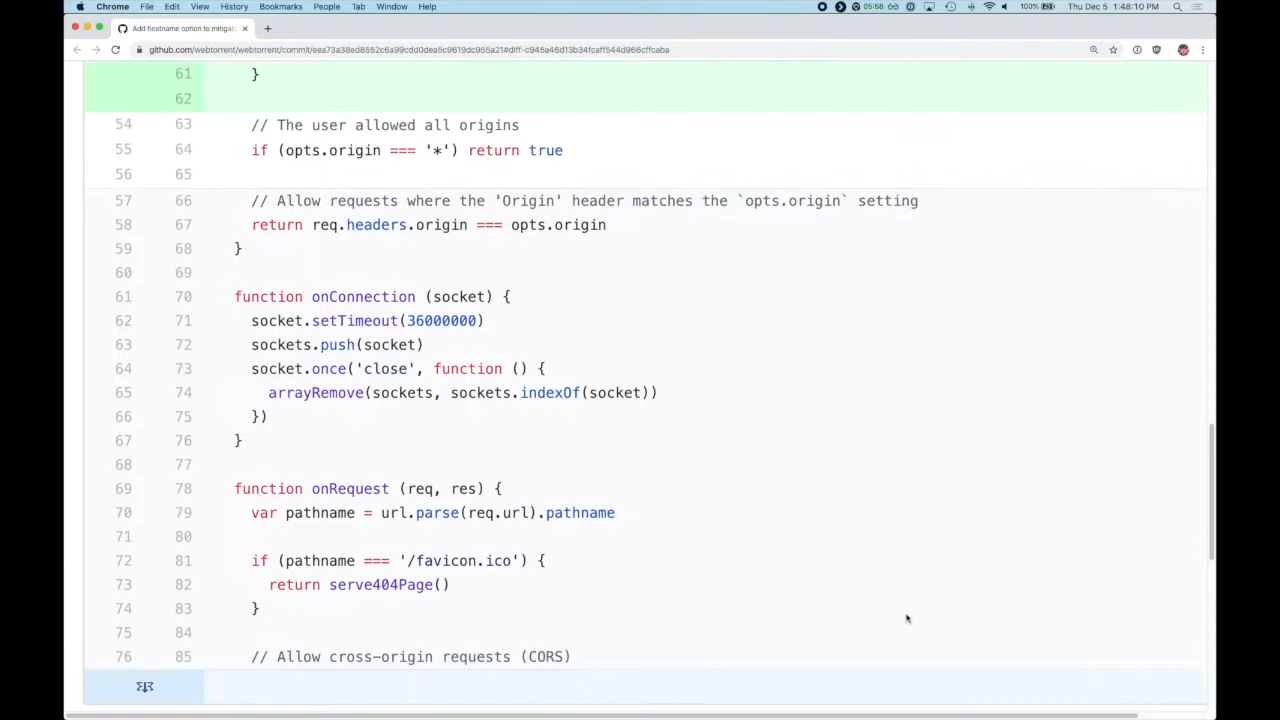 Chrome File Edit View History Bookmarks People Tab Window Help 05:58 100% Thu Dec 5 1:48:10 PM
Add hostname option to mitigat
github.com/webtorrent/webtorrent/commit/eea73a38ed8552c6a99cdd0dea5c9619dc955a21#diff-c945a46d13b34fcaff544d966cffcaba
61 }
62
54 63 // The user allowed all origins
55 64 if (opts.origin === '*') return true
56 65
57 66 // Allow requests where the 'Origin' header matches the `opts.origin` setting
58 67 return req.headers.origin === opts.origin
59 68 }
60 69
61 70 function onConnection (socket) {
62 71 socket.setTimeout(36000000)
63 72 sockets.push(socket)
64 73 socket.once('close', function () {
65 74 arrayRemove(sockets, sockets.indexOf(socket))
66 75 })
67 76 }
68 77
69 78 function onRequest (req, res) {
70 79 var pathname = url.parse(req.url).pathname
71 80
72 81 if (pathname === '/favicon.ico') {
73 82 return serve404Page()
74 83 }
75 84
76 85 // Allow cross-origin requests (CORS)